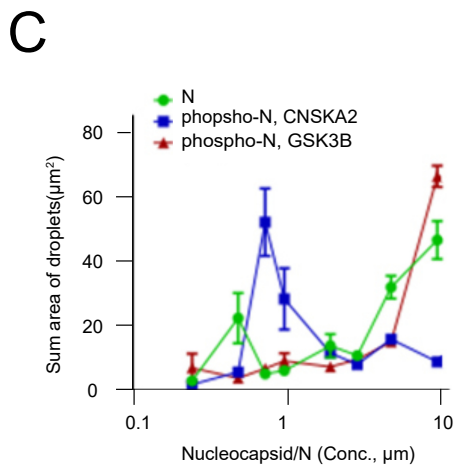 C
N
phopsho-N, CNSKA2
phospho-N, GSK3B
Sum area of droplets(µm²)
80
60
40
20
0
0.1 1 10
Nucleocapsid/N (Conc., µm)